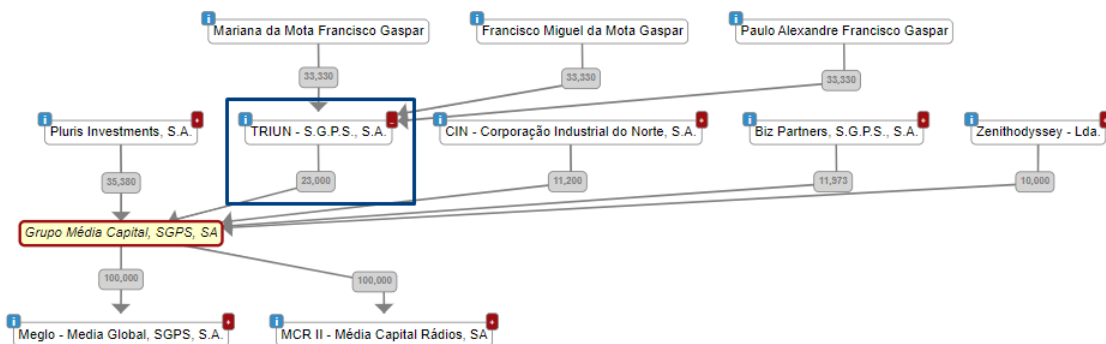 Mariana da Mota Francisco Gaspar
Francisco Miguel da Mota Gaspar
Paulo Alexandre Francisco Gaspar
33,330
33,330
33,330
Pluris Investments, S.A.
TRIUN - S.G.P.S., S.A.
CIN - Corporação Industrial do Norte, S.A.
Biz Partners, S.G.P.S., S.A.
Zenithodyssey - Lda.
35,380
23,000
11,200
11,973
10,000
Grupo Média Capital, SGPS, SA
100,000
100,000
Meglo - Media Global, SGPS, S.A.
MCR II - Média Capital Rádios, SA